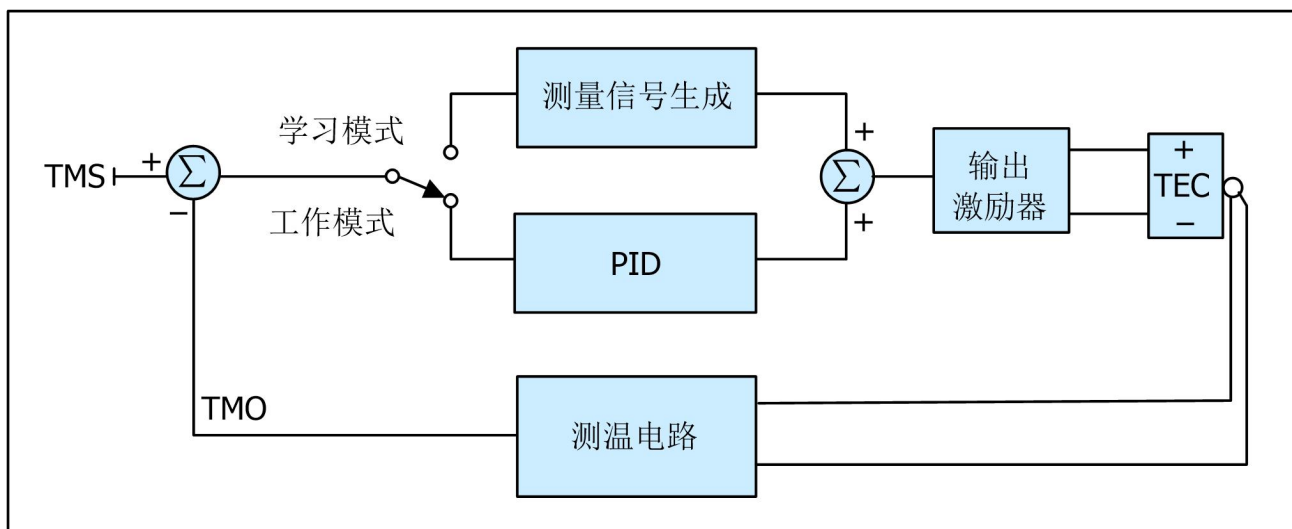 测量信号生成
学习模式
TMS
+
Σ
−
工作模式
PID
+
Σ
+
输出
激励器
+
TEC
−
TMO
测温电路